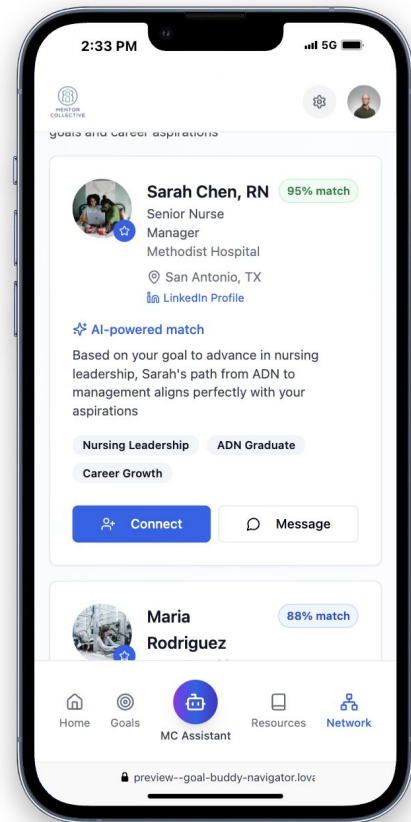 2:33 PM
5G
MENTOR
COLLECTIVE
goals and career aspirations
Sarah Chen, RN
95% match
Senior Nurse
Manager
Methodist Hospital
San Antonio, TX
in LinkedIn Profile
AI-powered match
Based on your goal to advance in nursing
leadership, Sarah's path from ADN to
management aligns perfectly with your
aspirations
Nursing Leadership
ADN Graduate
Career Growth
Connect
Message
Maria
Rodriguez
88% match
Home
Goals
MC Assistant
Resources
Network
preview--goal-buddy-navigator.lova